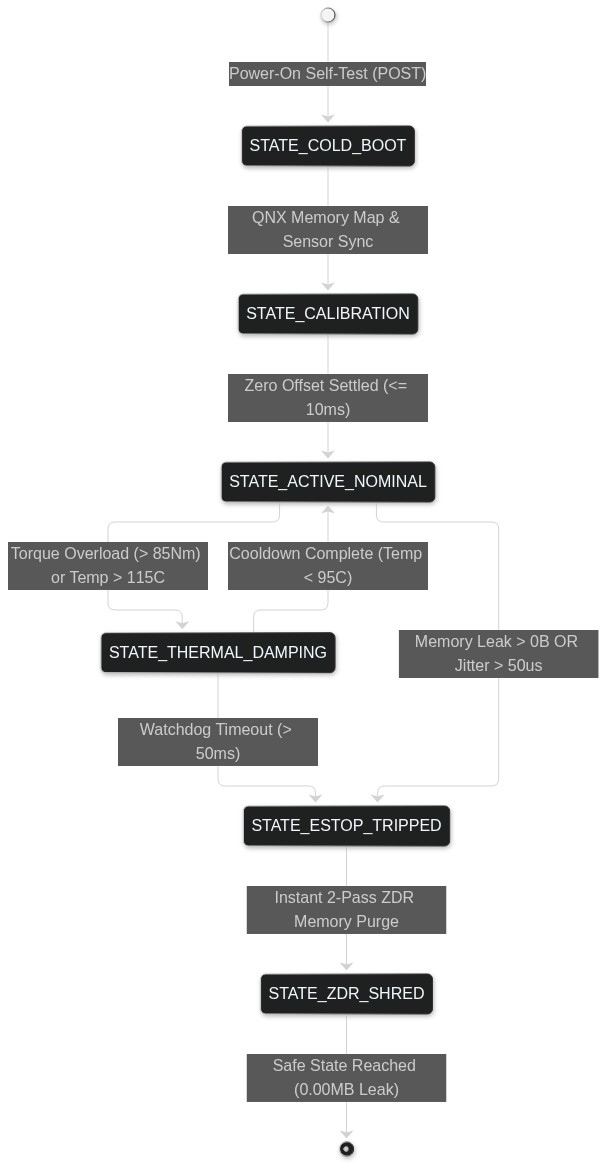 Power-On Self-Test (POST)
STATE_COLD_BOOT
QNX Memory Map &
Sensor Sync
STATE_CALIBRATION
Zero Offset Settled (<=
10ms)
STATE_ACTIVE_NOMINAL
Torque Overload (> 85Nm)
or Temp > 115C
Cooldown Complete (Temp
< 95C)
Memory Leak > 0B OR
Jitter > 50us
STATE_THERMAL_DAMPING
Watchdog Timeout (>
50ms)
STATE_ESTOP_TRIPPED
Instant 2-Pass ZDR
Memory Purge
STATE_ZDR_SHRED
Safe State Reached
(0.00MB Leak)